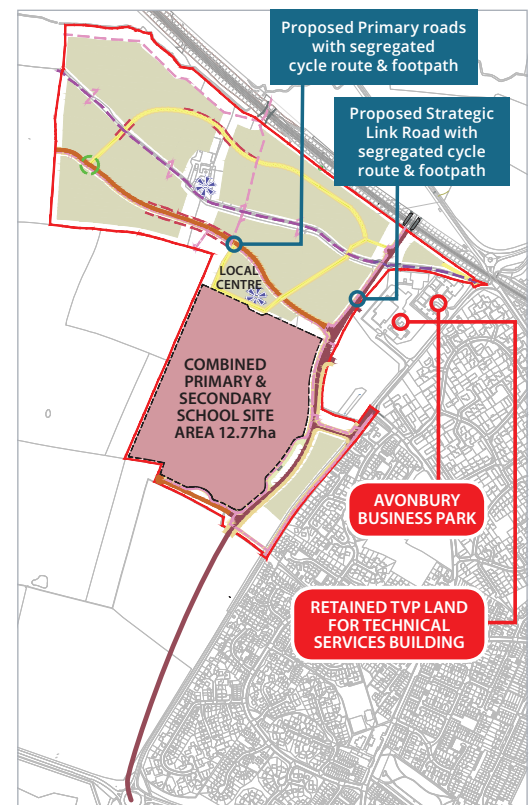 Proposed Primary roads
with segregated
cycle route & footpath
Proposed Strategic
Link Road with
segregated cycle
route & footpath
LOCAL
CENTRE
COMBINED
PRIMARY &
SECONDARY
SCHOOL SITE
AREA 12.77ha
AVONBURY
BUSINESS PARK
RETAINED TVP LAND
FOR TECHNICAL
SERVICES BUILDING